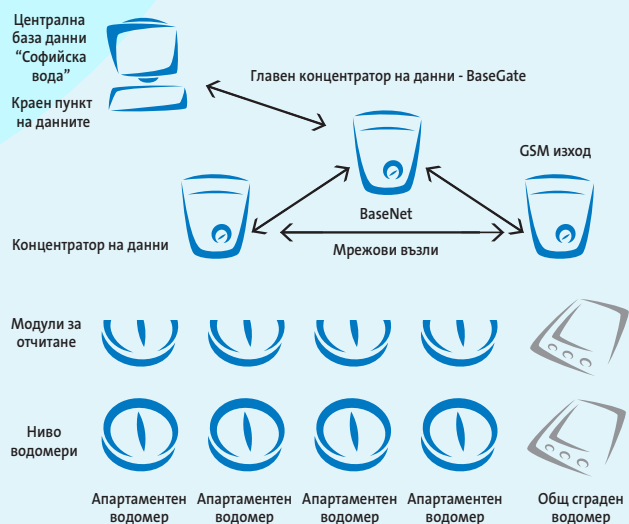 Централна
база данни
“Софийска
вода”
Краен пункт
на данните
Главен концентратор на данни - BaseGate
GSM изход
BaseNet
Концентратор на данни
Мрежови възли
Модули за
отчитане
Ниво
водомери
Апартаментен
водомер
Апартаментен
водомер
Апартаментен
водомер
Апартаментен
водомер
Общ сграден
водомер